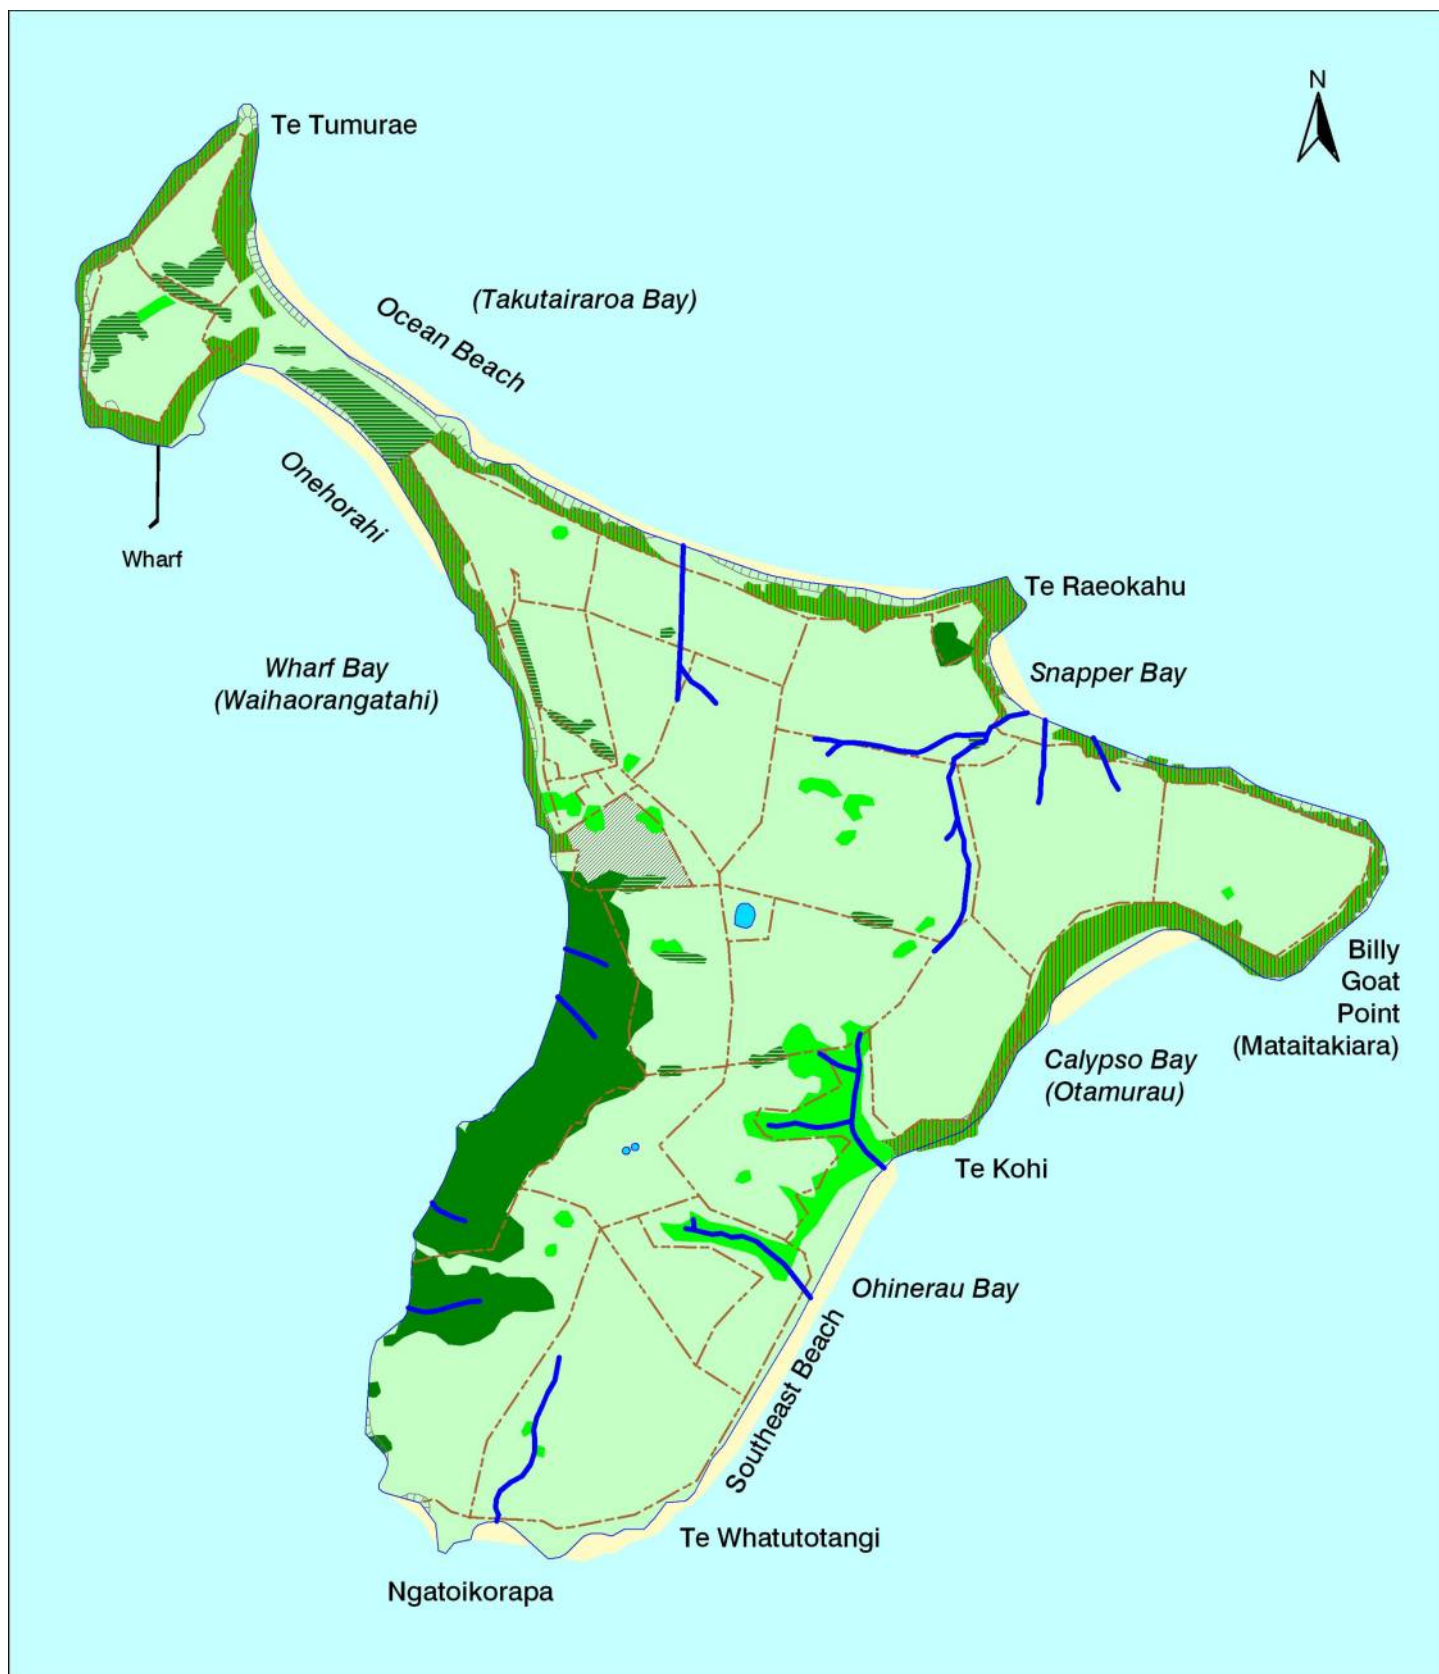 N
Te Tumurae
(Takutairaroa Bay)
Ocean Beach
Onehorahi
Wharf
Te Raeokahu
Wharf Bay
(Waihaorangatahi)
Snapper Bay
Billy
Goat
Point
(Mataitakiara)
Calypso Bay
(Otamurau)
Te Kohi
Ohinerau Bay
Southeast Beach
Te Whatutotangi
Ngatoikorapa